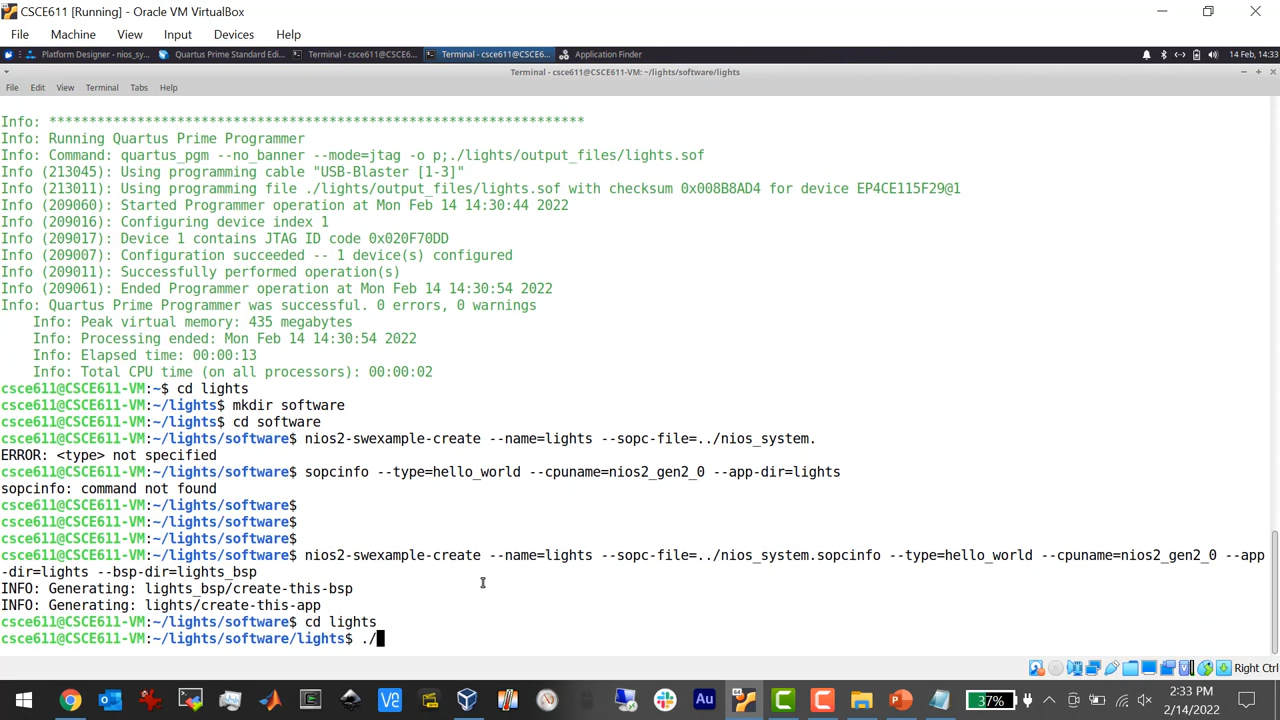 CSCE611 [Running] - Oracle VM VirtualBox
File Machine View Input Devices Help
Platform Designer - nios_sy... Quartus Prime Standard Edi... Terminal - csce611@CSCE6... Terminal - csce611@CSCE6... Application Finder 14 Feb, 14:33
Terminal - csce611@CSCE611-VM: ~/lights/software/lights
File Edit View Terminal Tabs Help
Info: *******************************************************************
Info: Running Quartus Prime Programmer
Info: Command: quartus_pgm --no_banner --mode=jtag -o p;./lights/output_files/lights.sof
Info (213045): Using programming cable "USB-Blaster [1-3]"
Info (213011): Using programming file ./lights/output_files/lights.sof with checksum 0x008B8AD4 for device EP4CE115F29@1
Info (209060): Started Programmer operation at Mon Feb 14 14:30:44 2022
Info (209016): Configuring device index 1
Info (209017): Device 1 contains JTAG ID code 0x020F70DD
Info (209007): Configuration succeeded -- 1 device(s) configured
Info (209011): Successfully performed operation(s)
Info (209061): Ended Programmer operation at Mon Feb 14 14:30:54 2022
Info: Quartus Prime Programmer was successful. 0 errors, 0 warnings
    Info: Peak virtual memory: 435 megabytes
    Info: Processing ended: Mon Feb 14 14:30:54 2022
    Info: Elapsed time: 00:00:13
    Info: Total CPU time (on all processors): 00:00:02
csce611@CSCE611-VM:~$ cd lights
csce611@CSCE611-VM:~/lights$ mkdir software
csce611@CSCE611-VM:~/lights$ cd software
csce611@CSCE611-VM:~/lights/software$ nios2-swexample-create --name=lights --sopc-file=../nios_system.
ERROR: <type> not specified
csce611@CSCE611-VM:~/lights/software$ sopcinfo --type=hello_world --cpuname=nios2_gen2_0 --app-dir=lights
sopcinfo: command not found
csce611@CSCE611-VM:~/lights/software$
csce611@CSCE611-VM:~/lights/software$
csce611@CSCE611-VM:~/lights/software$
csce611@CSCE611-VM:~/lights/software$ nios2-swexample-create --name=lights --sopc-file=../nios_system.sopcinfo --type=hello_world --cpuname=nios2_gen2_0 --app
-dir=lights --bsp-dir=lights_bsp
INFO: Generating: lights_bsp/create-this-bsp
INFO: Generating: lights/create-this-app
csce611@CSCE611-VM:~/lights/software$ cd lights
csce611@CSCE611-VM:~/lights/software/lights$ ./
Right Ctrl
37%
2:33 PM
2/14/2022